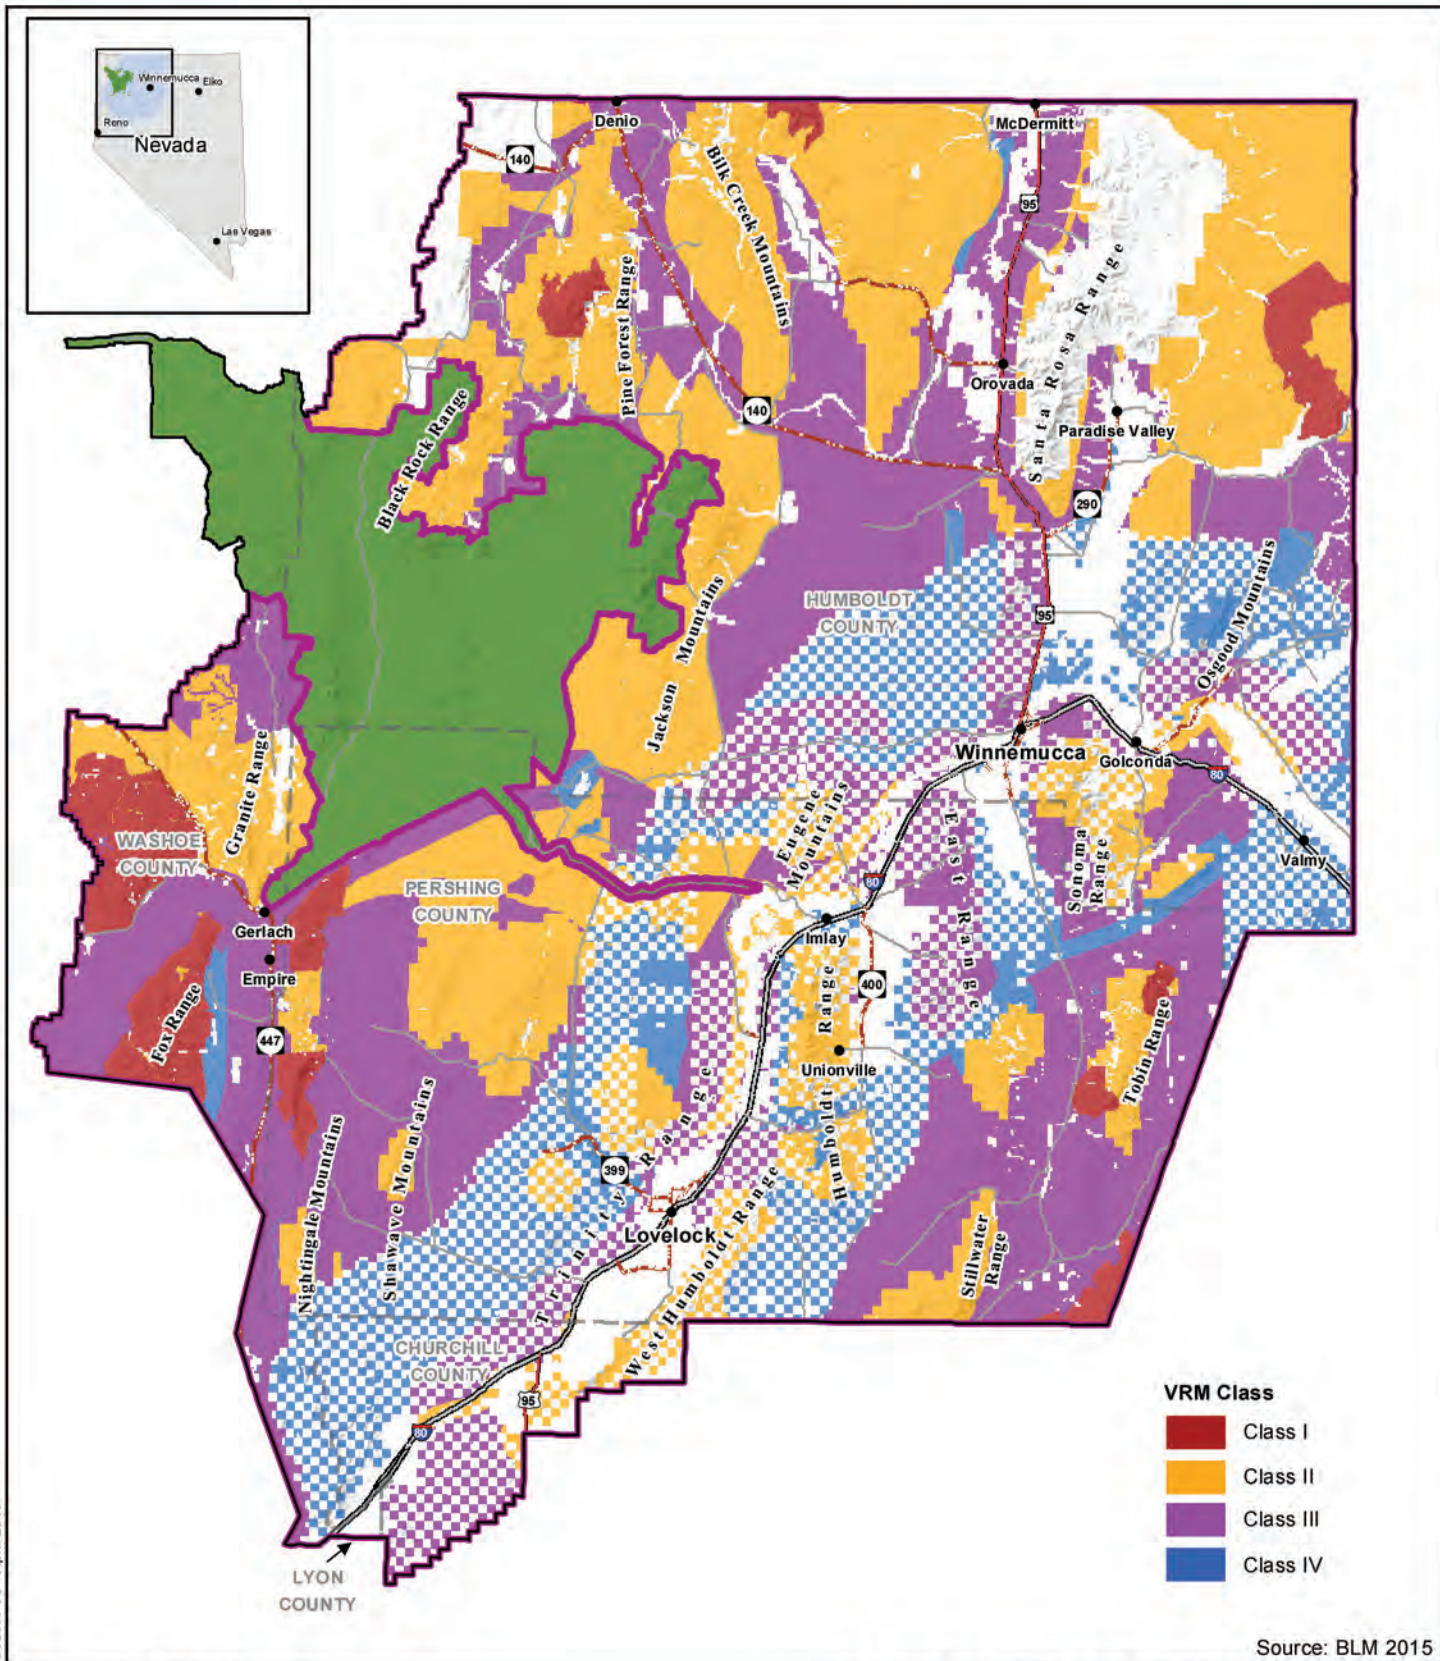 Winnemucca
Elko
Reno
Nevada
Las Vegas
Denio
McDermitt
140
Bilk Creek Mountains
95
Pine Forest Range
Santa Rosa Range
Orovada
Black Rock Range
140
Paradise Valley
290
HUMBOLDT
COUNTY
95
Osgood Mountains
Jackson Mountains
Granite Range
Winnemucca
Golconda
80
WASHOE
COUNTY
Eugene
Mountains
East Range
Sonoma
Range
Valmy
PERSHING
COUNTY
80
Gerlach
Imlay
Empire
400
Fox Range
447
Humboldt Range
Unionville
Tobin Range
Nightingale Mountains
Shawave Mountains
399
Trinity Range
Lovelock
West Humboldt Range
Stillwater
Range
CHURCHILL
COUNTY
95
80
LYON
COUNTY
VRM Class
Class I
Class II
Class III
Class IV
Source: BLM 2015